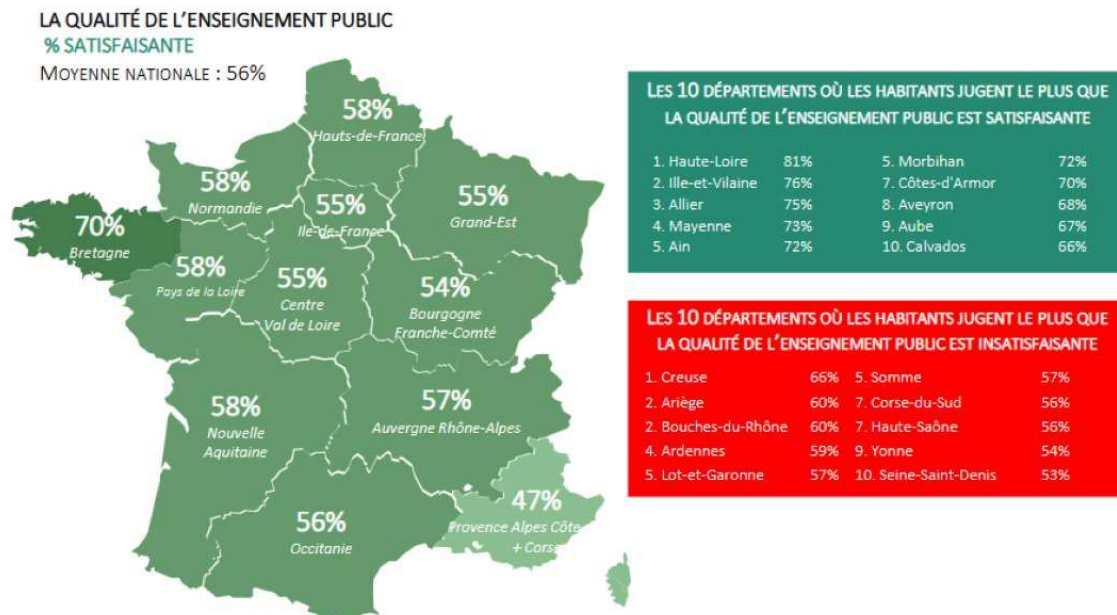 LA QUALITÉ DE L'ENSEIGNEMENT PUBLIC
% SATISFAISANTE
MOYENNE NATIONALE : 56%
58%
Hauts-de-France
58%
Normandie
55%
Ile-de-France
55%
Grand-Est
70%
Bretagne
58%
Pays de la Loire
55%
Centre
Val de Loire
54%
Bourgogne
Franche-Comté
58%
Nouvelle
Aquitaine
57%
Auvergne Rhône-Alpes
56%
Occitanie
47%
Provence Alpes Côte
+ Corse
LES 10 DÉPARTEMENTS OÙ LES HABITANTS JUGENT LE PLUS QUE
LA QUALITÉ DE L'ENSEIGNEMENT PUBLIC EST SATISFAISANTE
1. Haute-Loire 81% 5. Morbihan 72%
2. Ille-et-Vilaine 76% 7. Côtes-d'Armor 70%
3. Allier 75% 8. Aveyron 68%
4. Mayenne 73% 9. Aube 67%
5. Ain 72% 10. Calvados 66%
LES 10 DÉPARTEMENTS OÙ LES HABITANTS JUGENT LE PLUS QUE
LA QUALITÉ DE L'ENSEIGNEMENT PUBLIC EST INSATISFAISANTE
1. Creuse 66% 5. Somme 57%
2. Ariège 60% 7. Corse-du-Sud 56%
2. Bouches-du-Rhône 60% 7. Haute-Saône 56%
4. Ardennes 59% 9. Yonne 54%
5. Lot-et-Garonne 57% 10. Seine-Saint-Denis 53%